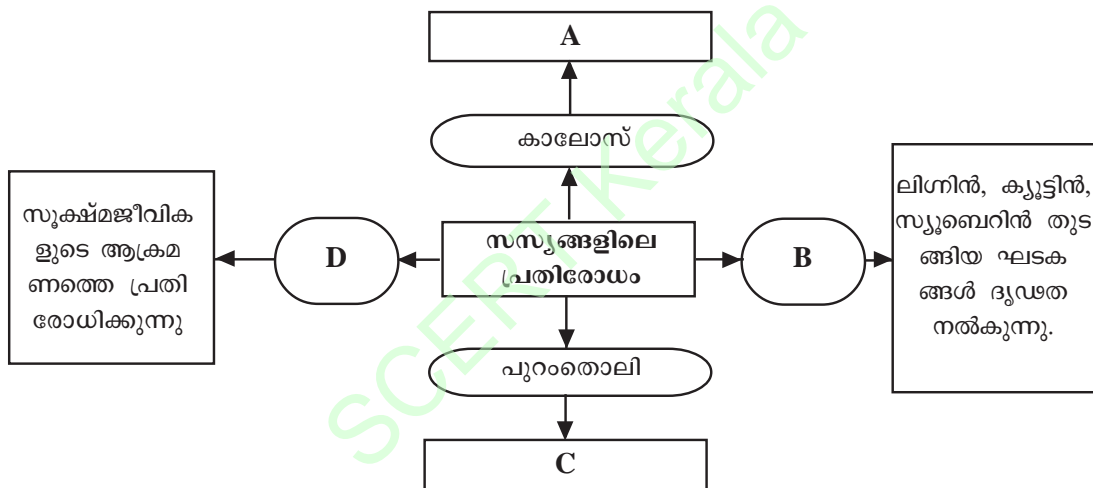 A
കാലോസ്
സൂക്ഷ്മജീവിക
ളുടെ ആക്രമ
ണത്തെ പ്രതി
രോധിക്കുന്നു
D
സസ്യങ്ങളിലെ
പ്രതിരോധം
B
ലിഗ്നിൻ, ക്യൂട്ടിൻ,
സ്യൂബെറിൻ തുട
ങ്ങിയ ഘടക
ങ്ങൾ ദൃഢത
നൽകുന്നു.
പുറംതൊലി
C
SCERT Kerala